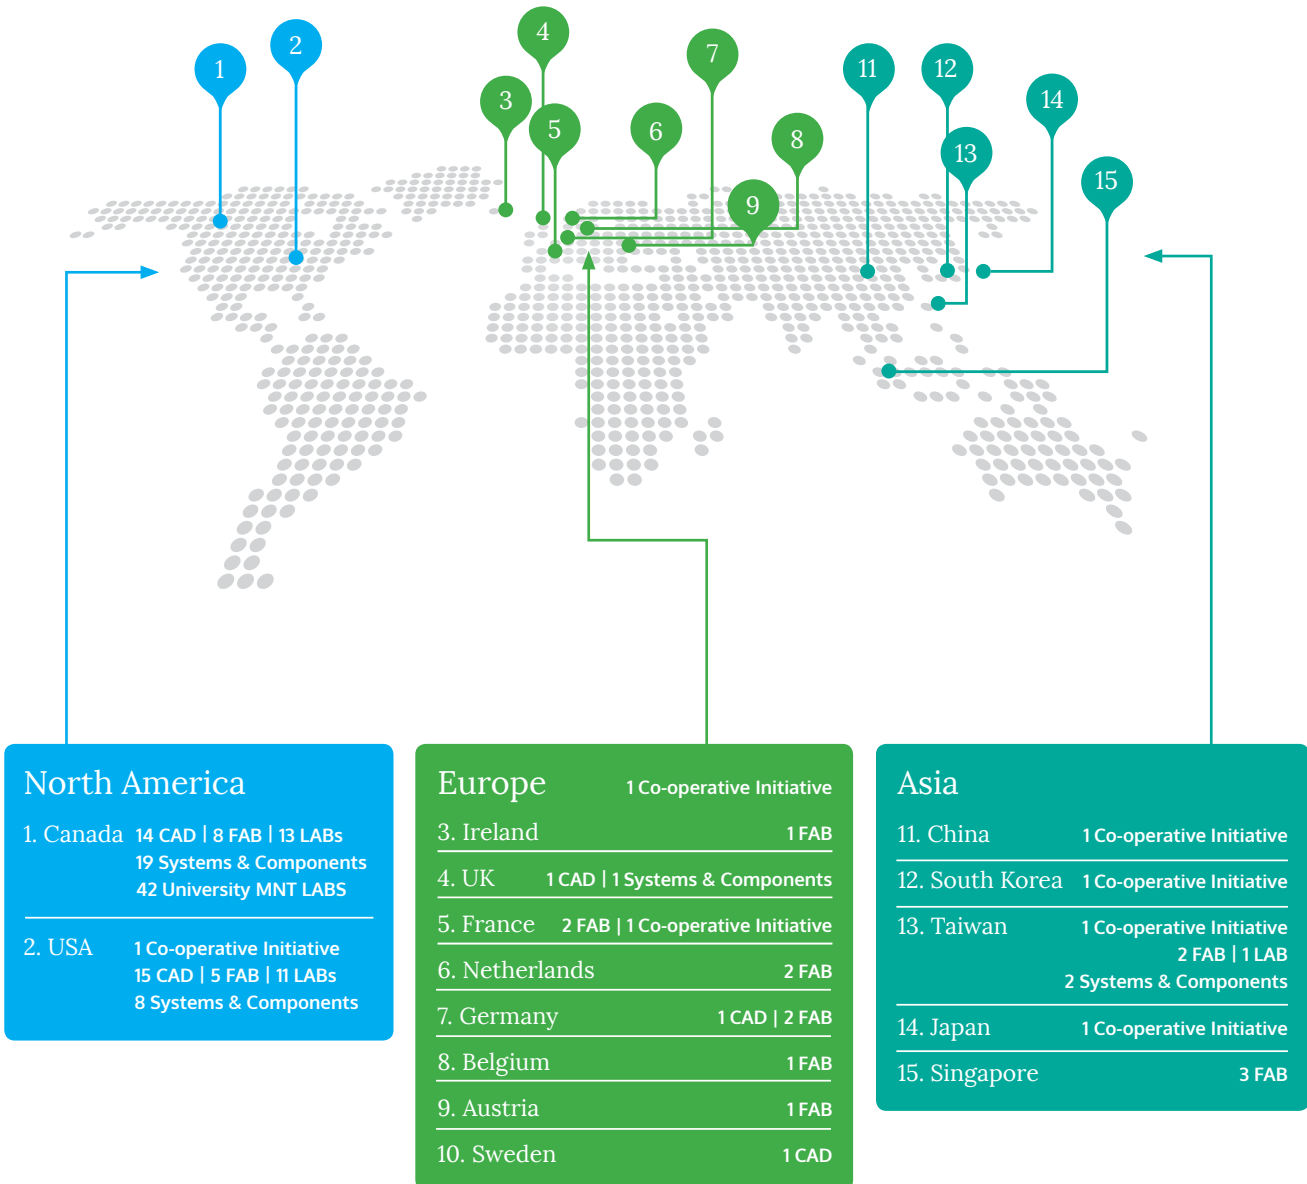 4
2
7
1
11
12
3
14
5
6
8
13
15
9
North America
1. Canada 14 CAD | 8 FAB | 13 LABs
19 Systems & Components
42 University MNT LABS
2. USA 1 Co-operative Initiative
15 CAD | 5 FAB | 11 LABs
8 Systems & Components
Europe 1 Co-operative Initiative
3. Ireland 1 FAB
4. UK 1 CAD | 1 Systems & Components
5. France 2 FAB | 1 Co-operative Initiative
6. Netherlands 2 FAB
7. Germany 1 CAD | 2 FAB
8. Belgium 1 FAB
9. Austria 1 FAB
10. Sweden 1 CAD
Asia
11. China 1 Co-operative Initiative
12. South Korea 1 Co-operative Initiative
13. Taiwan 1 Co-operative Initiative
2 FAB | 1 LAB
2 Systems & Components
14. Japan 1 Co-operative Initiative
15. Singapore 3 FAB